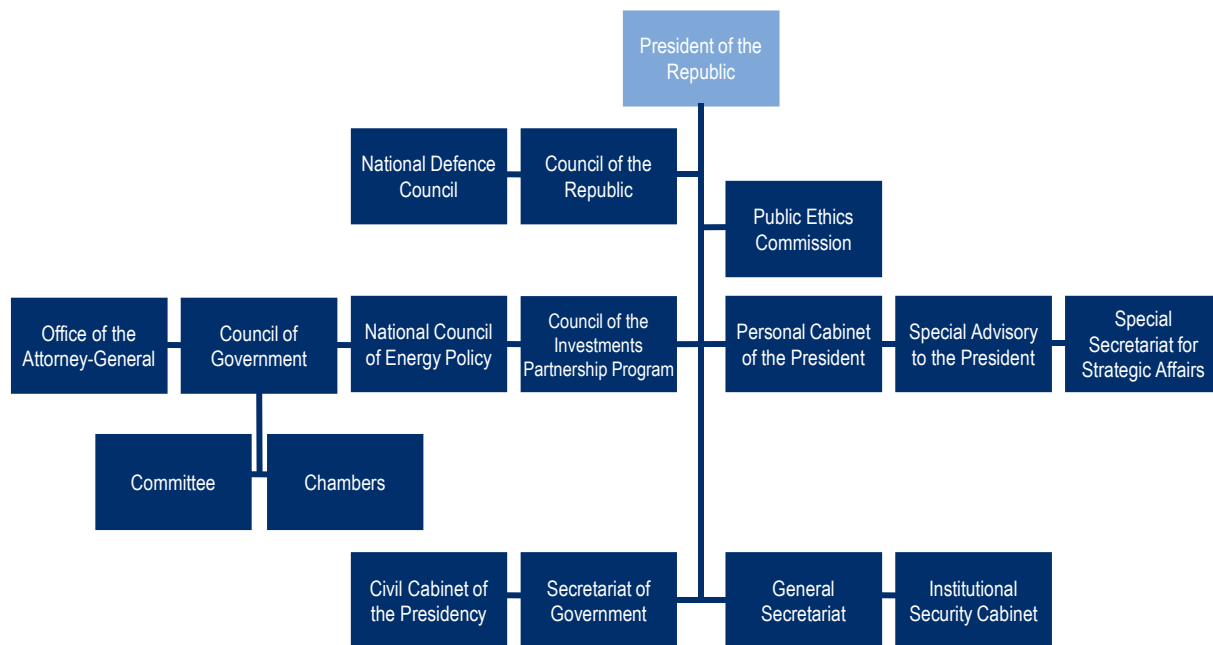 President of the
Republic
National Defence
Council
Council of the
Republic
Public Ethics
Commission
Office of the
Attorney-General
Council of
Government
National Council
of Energy Policy
Council of the
Investments
Partnership Program
Personal Cabinet
of the President
Special Advisory
to the President
Special
Secretariat for
Strategic Affairs
Committee
Chambers
Civil Cabinet of
the Presidency
Secretariat of
Government
General
Secretariat
Institutional
Security Cabinet